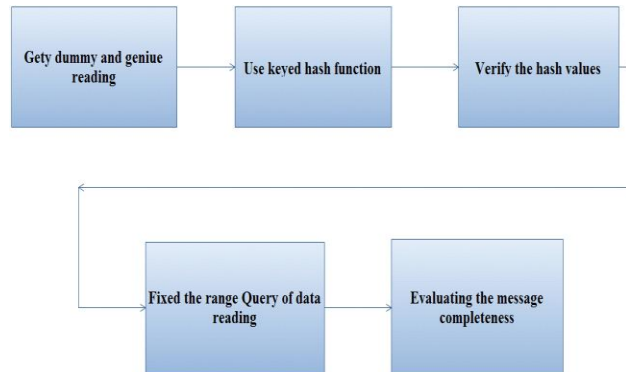 Gety dummy and geniue
reading
Use keyed hash function
Verify the hash values
Fixed the range Query of data
reading
Evaluating the message
completeness